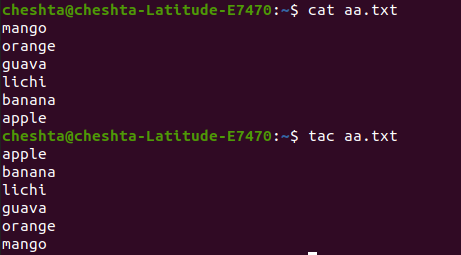 cheshta@cheshta-Latitude-E7470:~$ cat aa.txt
mango
orange
guava
lichi
banana
apple
cheshta@cheshta-Latitude-E7470:~$ tac aa.txt
apple
banana
lichi
guava
orange
mango